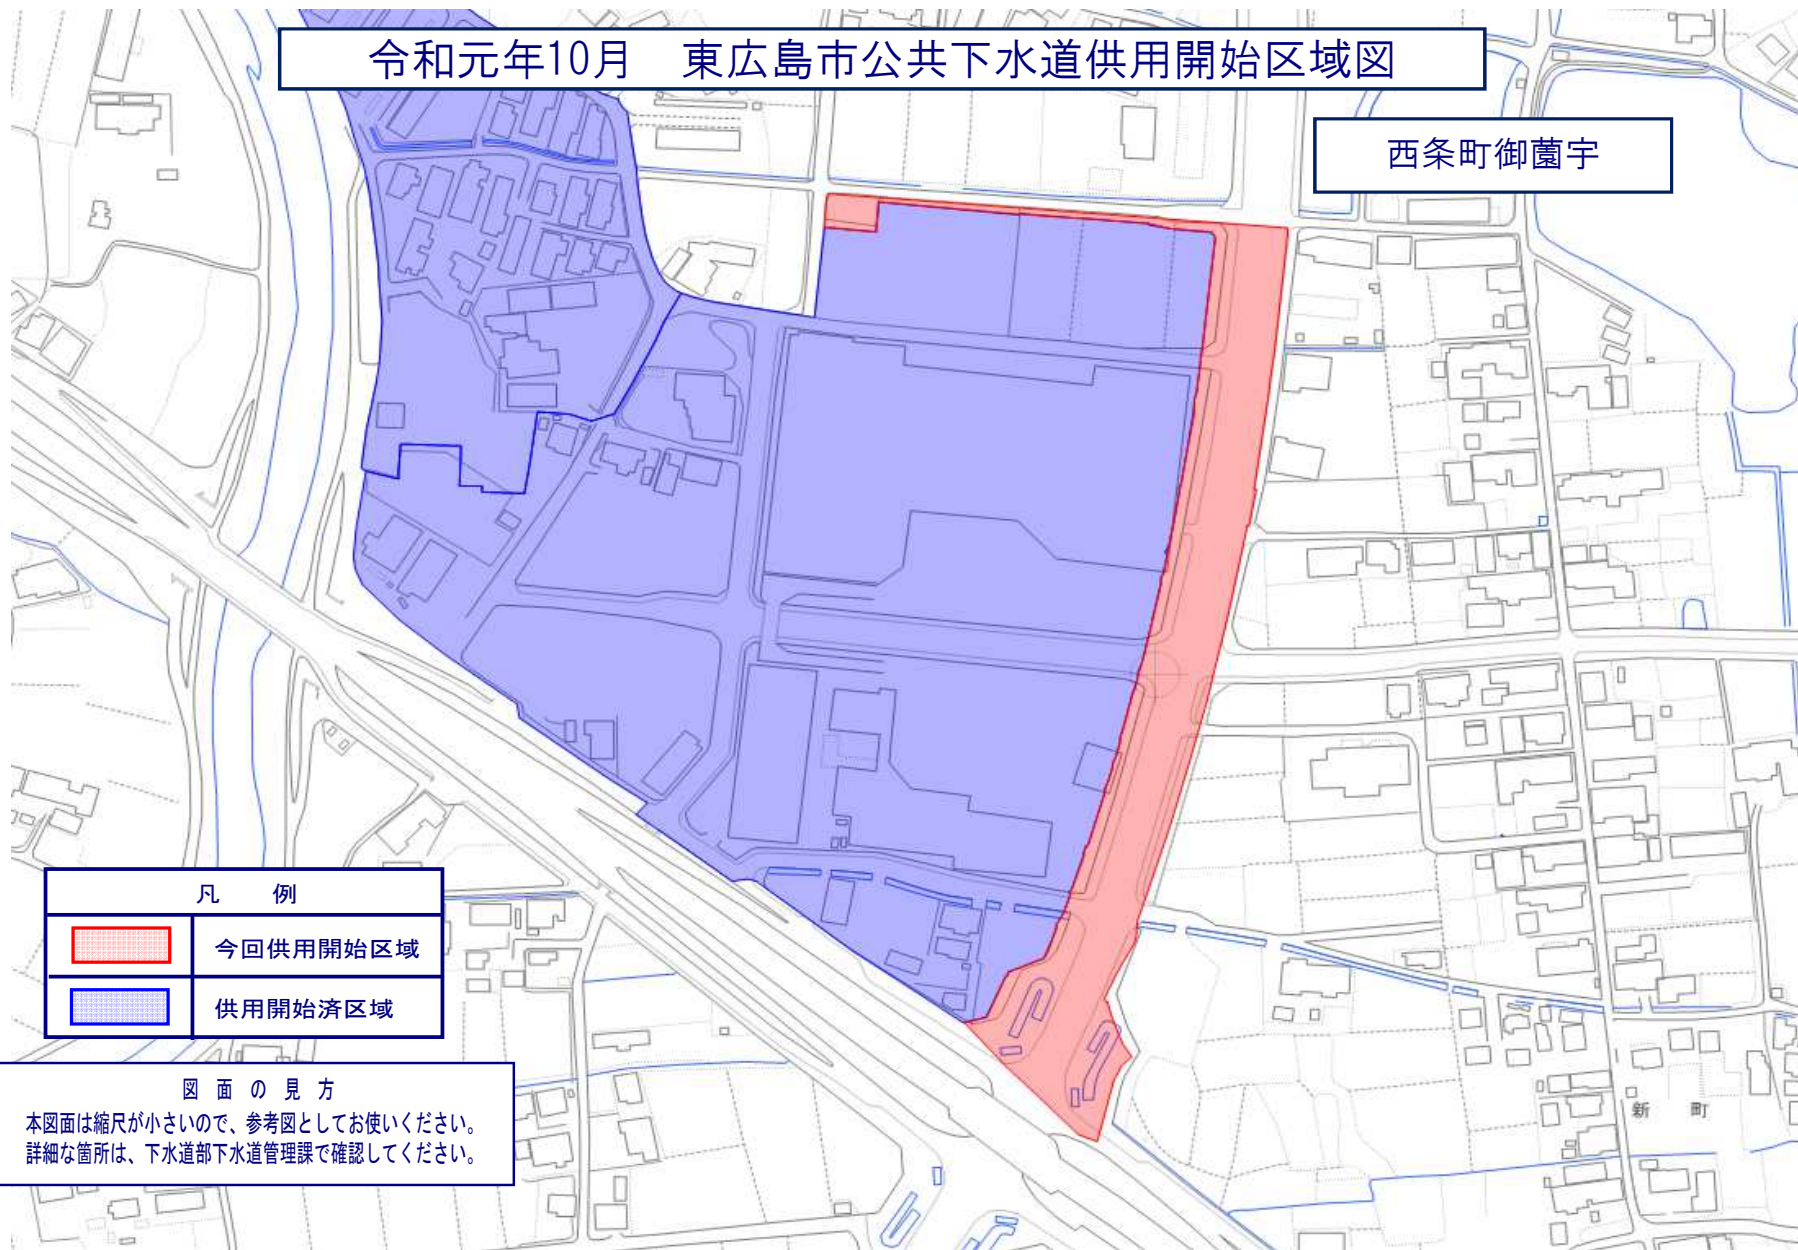 令和元年10月　東広島市公共下水道供用開始区域図
西条町御薗宇
凡　例
今回供用開始区域
供用開始済区域
図面の見方
本図面は縮尺が小さいので、参考図としてお使いください。
詳細な箇所は、下水道部下水道管理課で確認してください。
新町